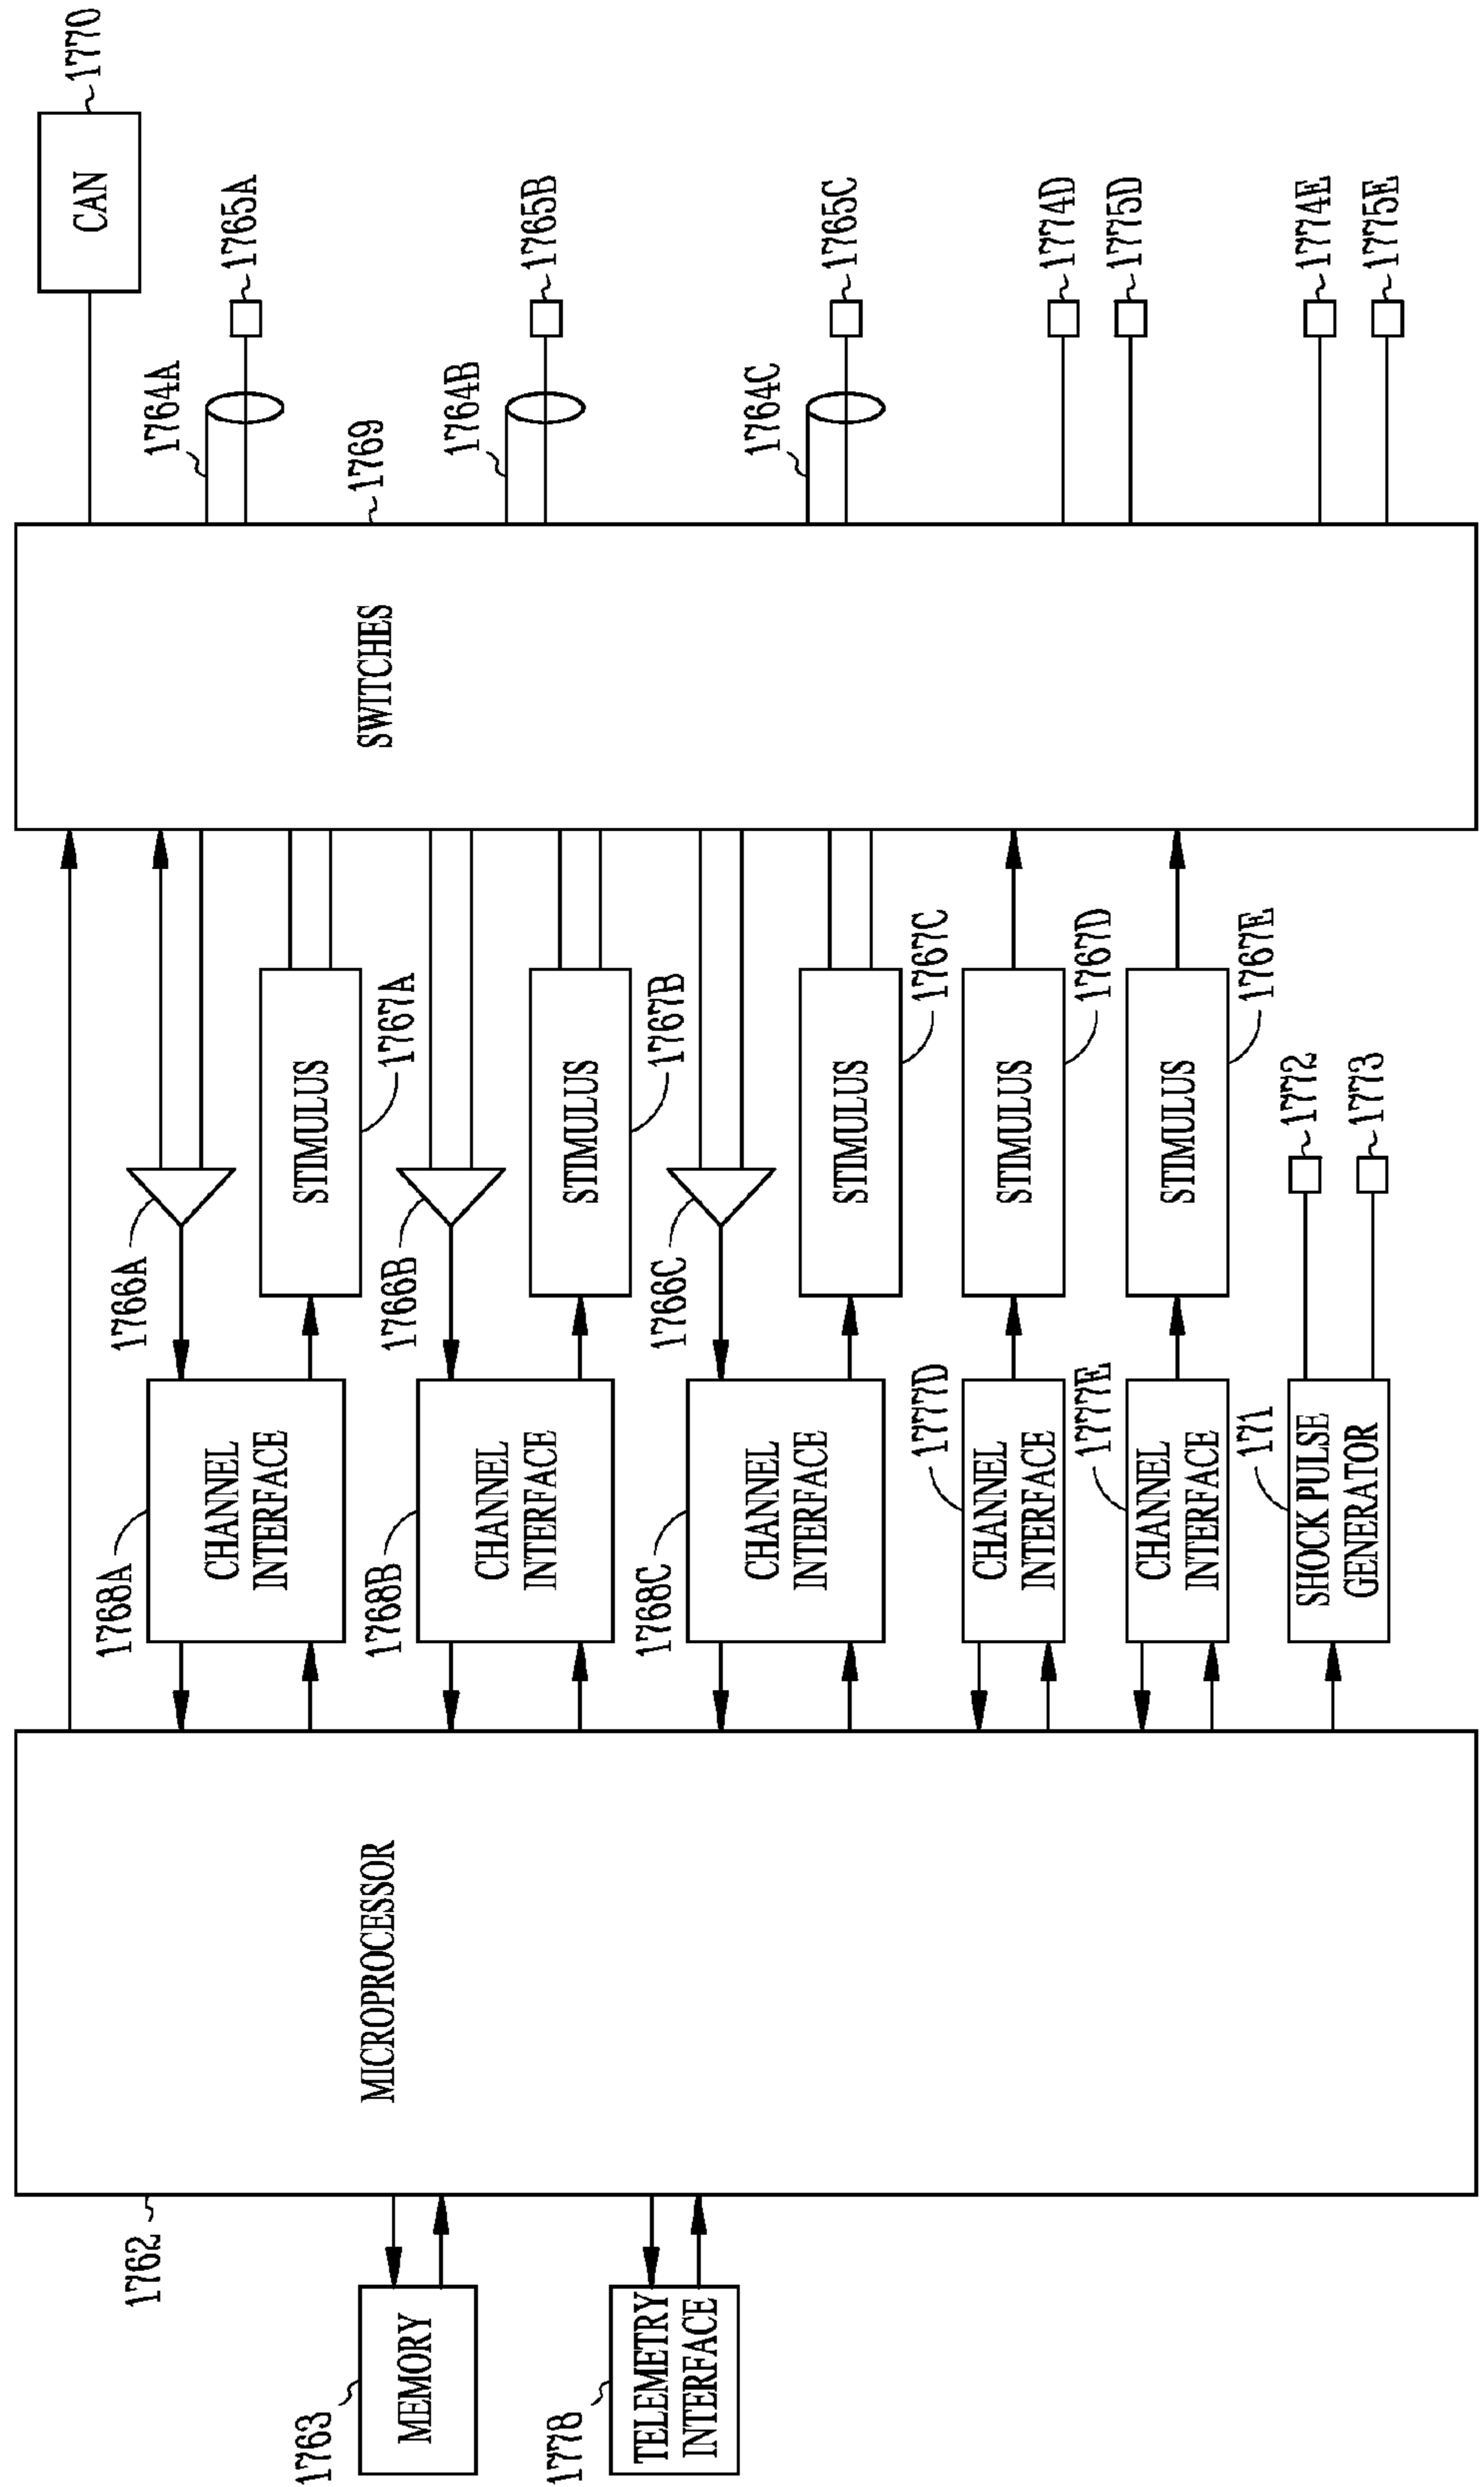 1770
CAN
1765A
1764A
1765B
1764B
1765C
1764C
1769
1774D
1775D
1774E
1775E
SWITCHES
1766A
STIMULUS
1767A
1766B
STIMULUS
1767B
1766C
STIMULUS
1767C
STIMULUS
1767D
STIMULUS
1767E
1772
1773
1768A
CHANNEL
INTERFACE
1768B
CHANNEL
INTERFACE
1768C
CHANNEL
INTERFACE
1777D
CHANNEL
INTERFACE
1777E
CHANNEL
INTERFACE
171
SHOCK PULSE
GENERATOR
MICROPROCESSOR
1762
1763
MEMORY
1778
TELEMETRY
INTERFACE